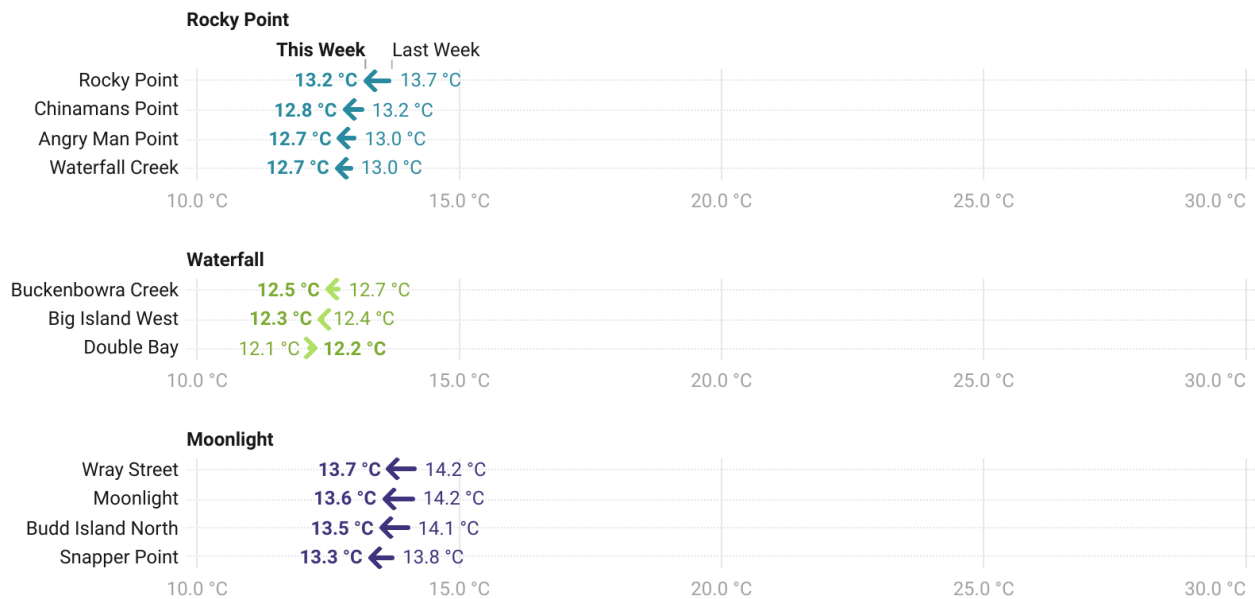 Rocky Point
This Week Last Week
Rocky Point 13.2 °C 13.7 °C
Chinamans Point 12.8 °C 13.2 °C
Angry Man Point 12.7 °C 13.0 °C
Waterfall Creek 12.7 °C 13.0 °C
10.0 °C 15.0 °C 20.0 °C 25.0 °C 30.0 °C
Waterfall
Buckenbowra Creek 12.5 °C 12.7 °C
Big Island West 12.3 °C 12.4 °C
Double Bay 12.1 °C 12.2 °C
10.0 °C 15.0 °C 20.0 °C 25.0 °C 30.0 °C
Moonlight
Wray Street 13.7 °C 14.2 °C
Moonlight 13.6 °C 14.2 °C
Budd Island North 13.5 °C 14.1 °C
Snapper Point 13.3 °C 13.8 °C
10.0 °C 15.0 °C 20.0 °C 25.0 °C 30.0 °C